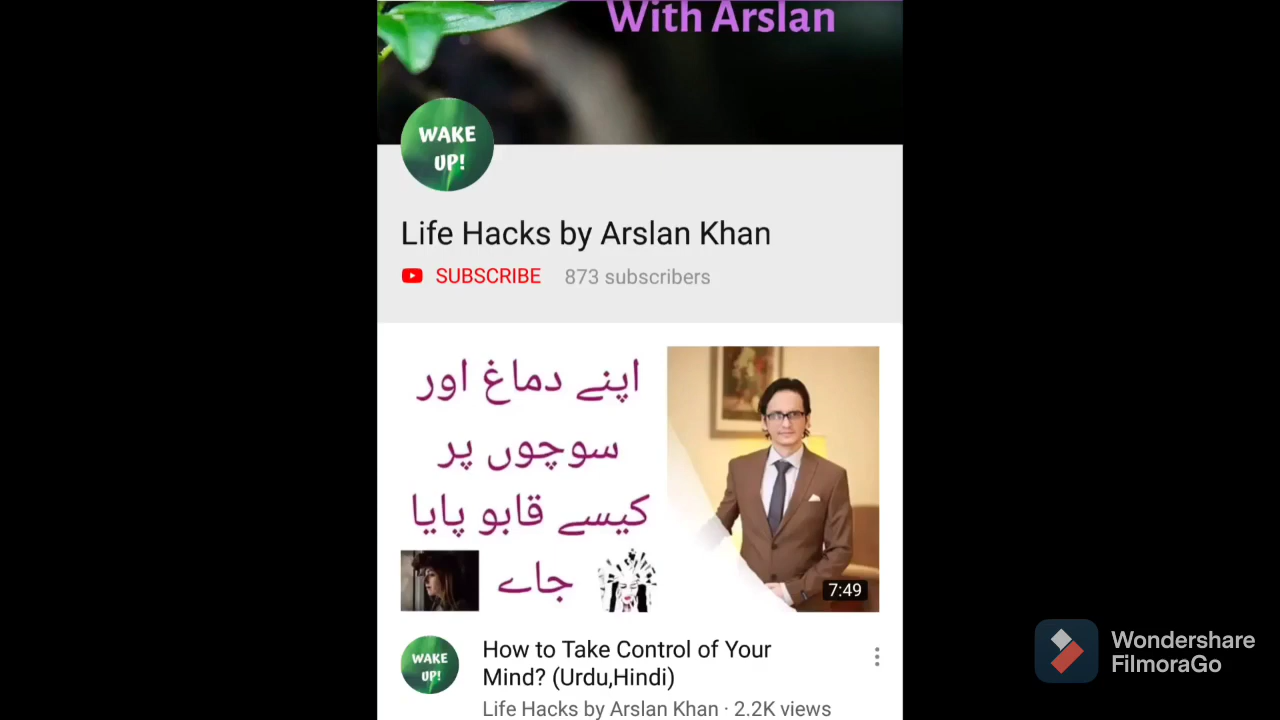 With Arslan
WAKE
UP!
Life Hacks by Arslan Khan
SUBSCRIBE 873 subscribers
اپنے دماغ اور
سوچوں پر
کیسے قابو پایا
جاے
7:49
WAKE
UP!
How to Take Control of Your
Mind? (Urdu,Hindi)
Life Hacks by Arslan Khan · 2.2K views
Wondershare
FilmoraGo